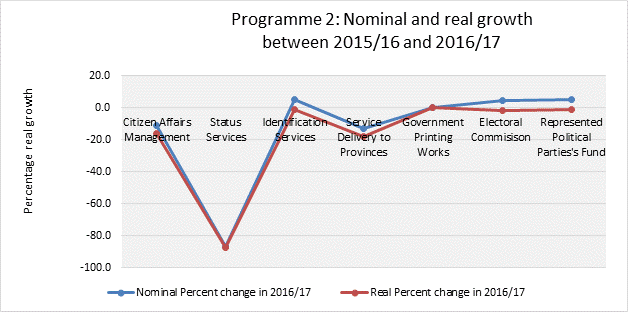 Programme 2: Nominal and real growth
between 2015/16 and 2016/17
Percentage real growth
20.0
0.0
-20.0
-40.0
-60.0
-80.0
-100.0
Citizen Affairs
Management
Status
Services
Identification
Services
Service
Delivery to
Provinces
Government
Printing
Works
Electoral
Commisison
Represented
Political
Parties's Fund
Nominal Percent change in 2016/17
Real Percent change in 2016/17